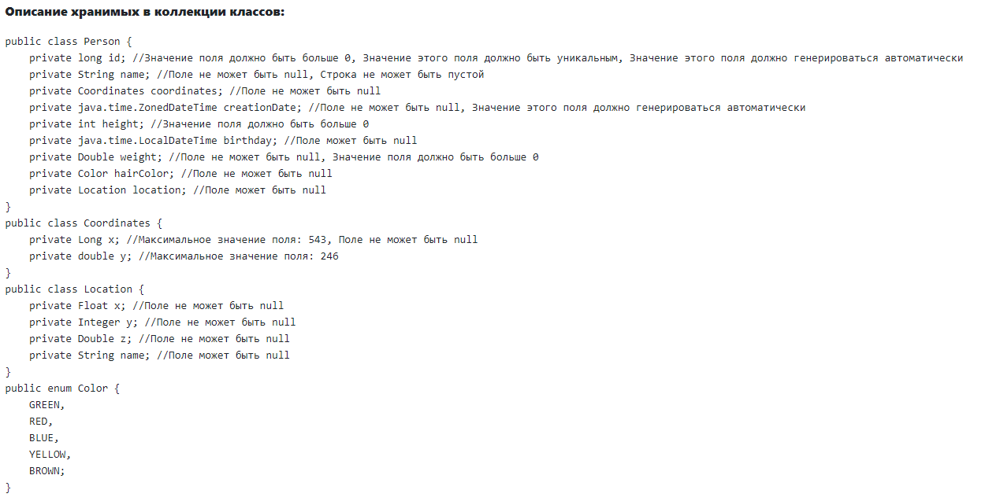 Описание хранимых в коллекции классов:
public class Person {
    private long id; //Значение поля должно быть больше 0, Значение этого поля должно быть уникальным, Значение этого поля должно генерироваться автоматически
    private String name; //Поле не может быть null, Строка не может быть пустой
    private Coordinates coordinates; //Поле не может быть null
    private java.time.ZonedDateTime creationDate; //Поле не может быть null, Значение этого поля должно генерироваться автоматически
    private int height; //Значение поля должно быть больше 0
    private java.time.LocalDateTime birthday; //Поле может быть null
    private Double weight; //Поле не может быть null, Значение поля должно быть больше 0
    private Color hairColor; //Поле не может быть null
    private Location location; //Поле может быть null
}
public class Coordinates {
    private Long x; //Максимальное значение поля: 543, Поле не может быть null
    private double y; //Максимальное значение поля: 246
}
public class Location {
    private Float x; //Поле не может быть null
    private Integer y; //Поле не может быть null
    private Double z; //Поле не может быть null
    private String name; //Поле может быть null
}
public enum Color {
    GREEN,
    RED,
    BLUE,
    YELLOW,
    BROWN;
}